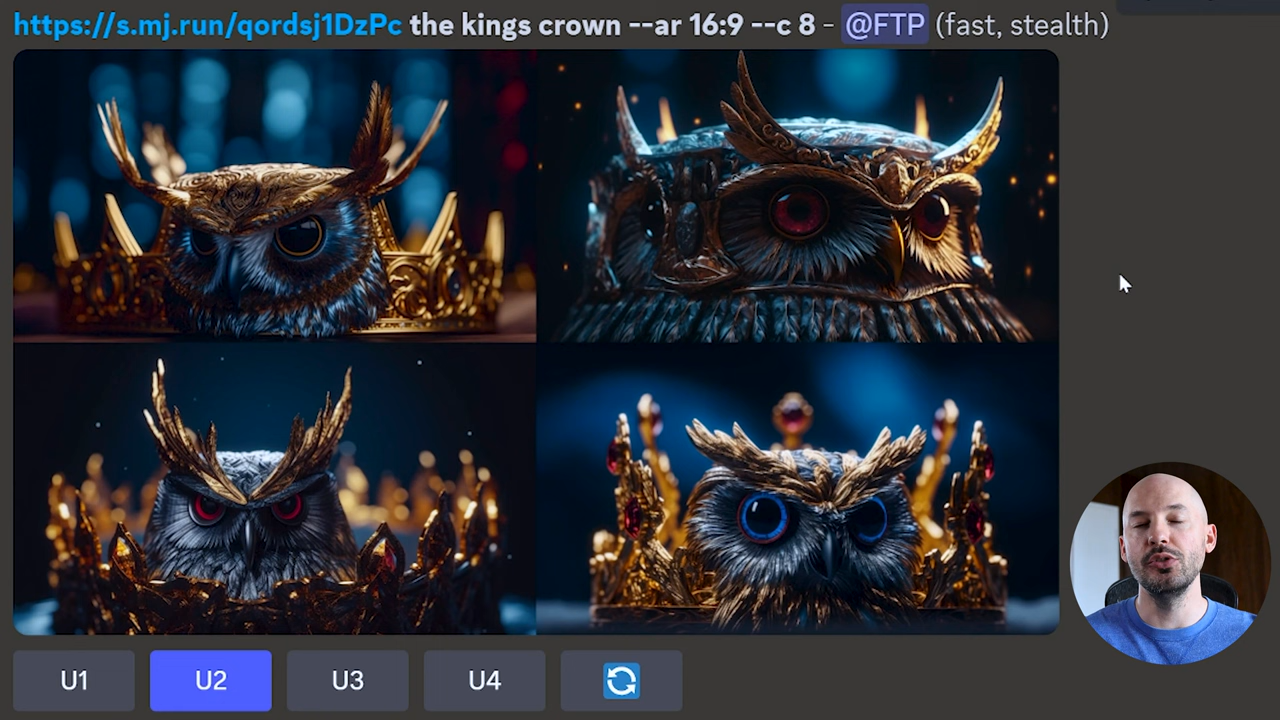 https://s.mj.run/qordsj1DzPc the kings crown --ar 16:9 --c 8 - @FTP (fast, stealth)
U1 U2 U3 U4